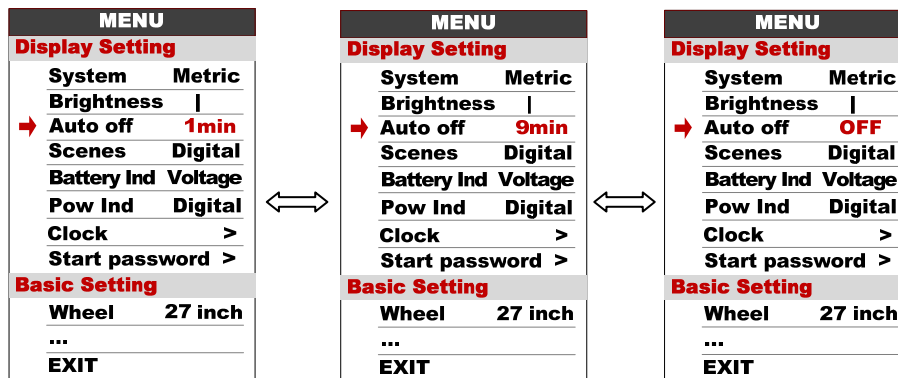 MENU
Display Setting
System Metric
Brightness |
Auto off 1min
Scenes Digital
Battery Ind Voltage
Pow Ind Digital
Clock >
Start password >
Basic Setting
Wheel 27 inch
...
EXIT
MENU
Display Setting
System Metric
Brightness |
Auto off 9min
Scenes Digital
Battery Ind Voltage
Pow Ind Digital
Clock >
Start password >
Basic Setting
Wheel 27 inch
...
EXIT
MENU
Display Setting
System Metric
Brightness |
Auto off OFF
Scenes Digital
Battery Ind Voltage
Pow Ind Digital
Clock >
Start password >
Basic Setting
Wheel 27 inch
...
EXIT